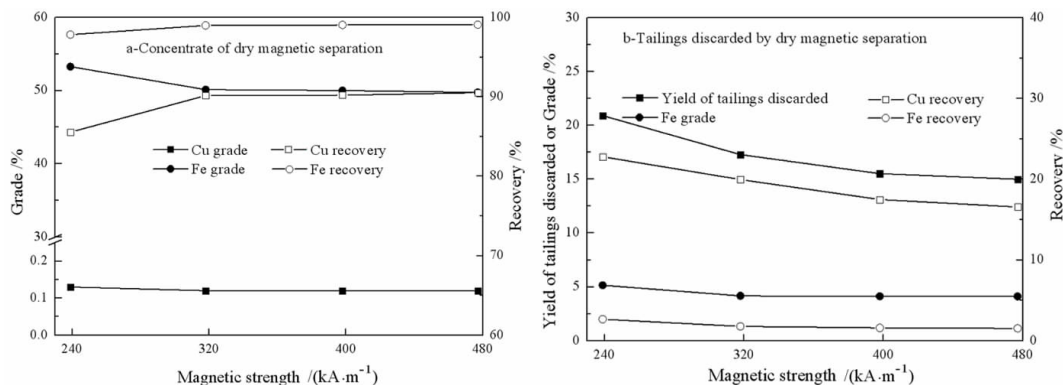 60
50
40
30
0.2
0.1
0.0
Grade /%
a-Concentrate of dry magnetic separation
Cu grade
Cu recovery
Fe grade
Fe recovery
100
90
80
70
60
Recovery /%
240
320
400
480
Magnetic strength /(kA·m⁻¹)
30
25
20
15
10
5
0
Yield of tailings discarded or Grade /%
b-Tailings discarded by dry magnetic separation
Yield of tailings discarded
Cu recovery
Fe grade
Fe recovery
40
30
20
10
0
Recovery /%
240
320
400
480
Magnetic strength /(kA·m⁻¹)